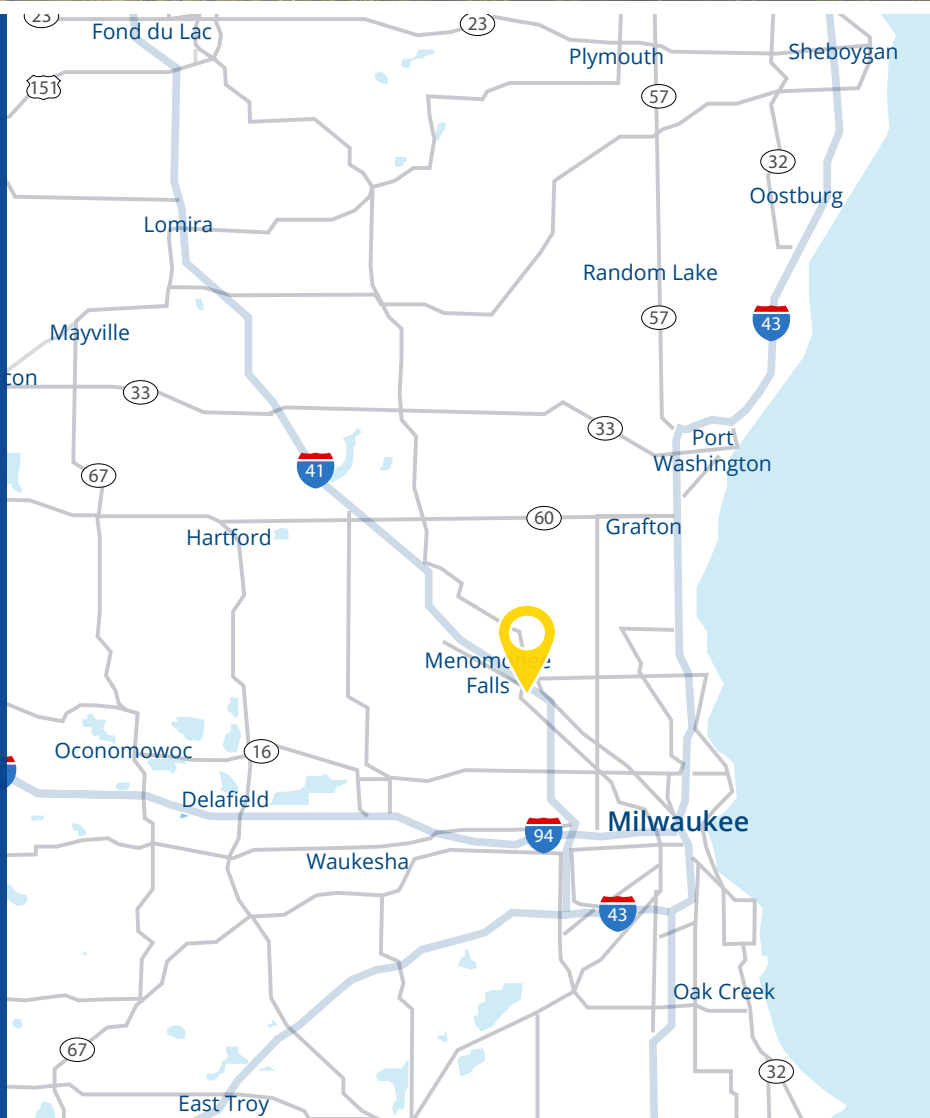 23
Fond du Lac
23
Plymouth
Sheboygan
151
57
32
Oostburg
Lomira
Random Lake
57
43
Mayville
con
33
33
Port
Washington
41
67
60
Grafton
Hartford
Menomonee
Falls
Oconomowoc
16
Delafield
Milwaukee
94
Waukesha
43
Oak Creek
67
32
East Troy